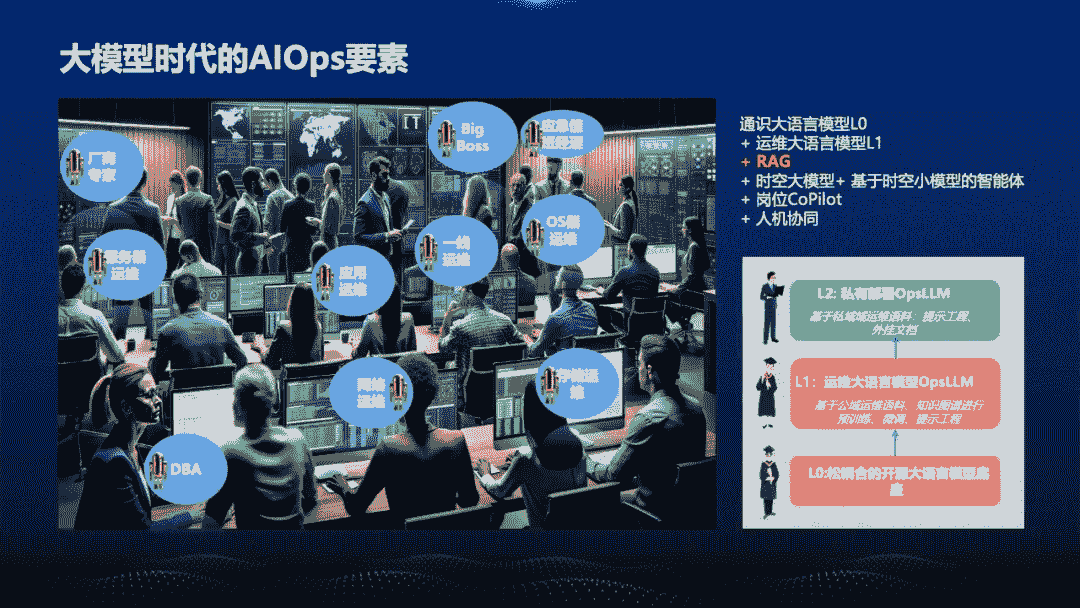 大模型时代的AIOps要素
厂商
专家
Big
Boss
应急值
班经理
服务器
运维
应用
运维
一线
运维
OS层
运维
网络
运维
存储运
维
DBA
通识大语言模型L0
+ 运维大语言模型L1
+ RAG
+ 时空大模型+ 基于时空小模型的智能体
+ 岗位CoPilot
+ 人机协同
L2: 私有部署OpsLLM
基于私域运维语料: 提示工程、
外挂文档
L1: 运维大语言模型OpsLLM
基于公域运维语料、知识图谱进行
预训练、微调、提示工程
L0:松耦合的开源大语言模型底
座